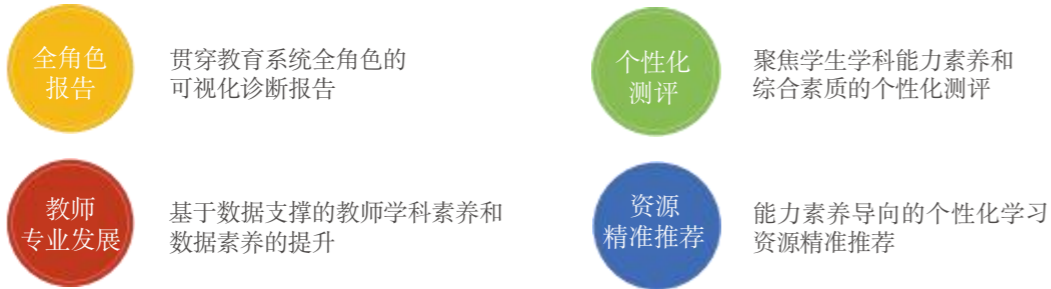 全角色
报告
贯穿教育系统全角色的
可视化诊断报告
个性化
测评
聚焦学生学科能力素养和
综合素质的个性化测评
教师
专业发展
基于数据支撑的教师学科素养和
数据素养的提升
资源
精准推荐
能力素养导向的个性化学习
资源精准推荐